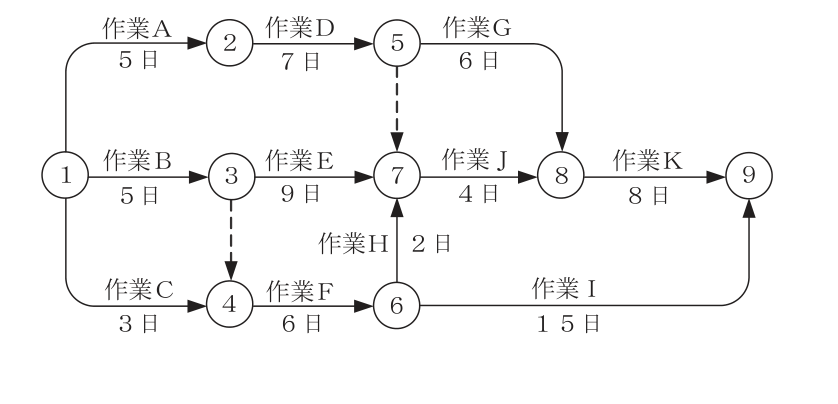 作業A 作業D 作業G
2 5
5日 7日 6日
作業B 作業E 作業J 作業K
1 3 7 8 9
5日 9日 4日 8日
作業H 2日
作業C 作業F 作業I
4 6
3日 6日 15日